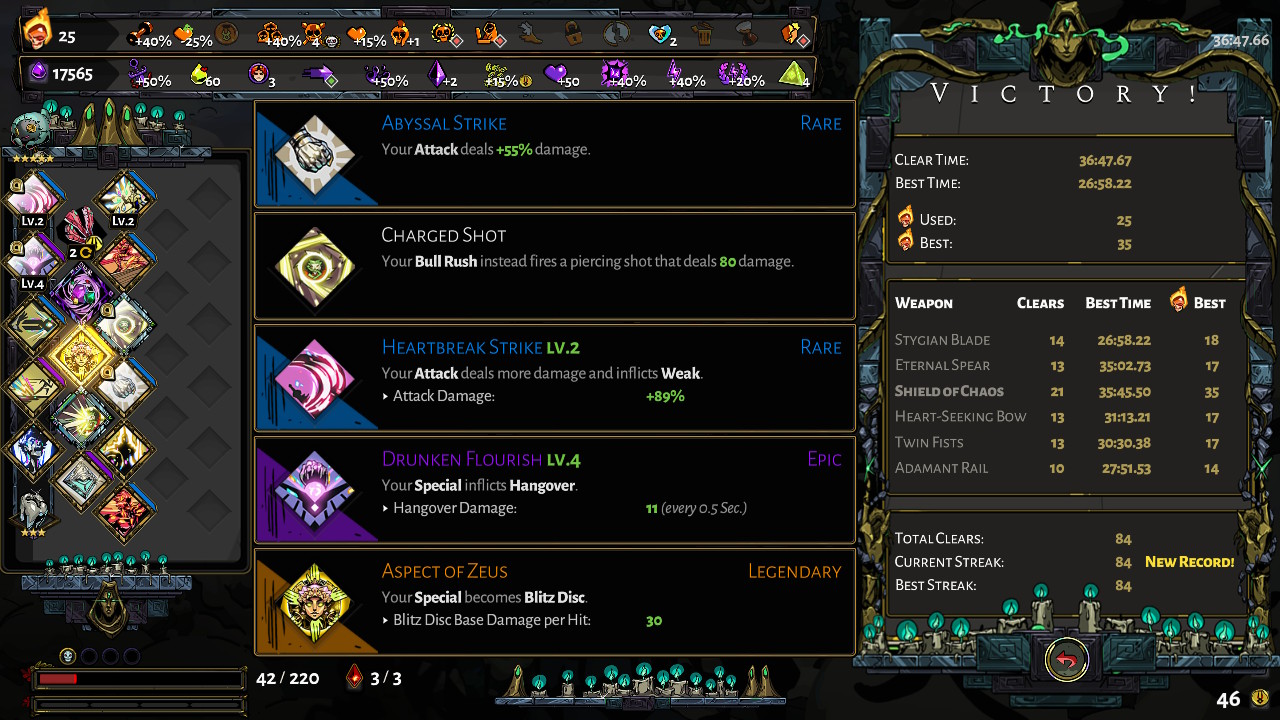 25
+40%
-25%
+40%
4
+15%
+1
2
36:47.66
17565
+50%
60
3
+50%
+2
+15%
+50
+40%
+40%
+20%
4
VICTORY!
Lv.2
Lv.2
2
Lv.4
ABYSSAL STRIKE RARE
Your Attack deals +55% damage.
CHARGED SHOT
Your Bull Rush instead fires a piercing shot that deals 80 damage.
HEARTBREAK STRIKE LV.2 RARE
Your Attack deals more damage and inflicts Weak.
Attack Damage: +89%
DRUNKEN FLOURISH LV.4 EPIC
Your Special inflicts Hangover.
Hangover Damage: 11 (every 0.5 Sec.)
ASPECT OF ZEUS LEGENDARY
Your Special becomes Blitz Disc.
Blitz Disc Base Damage per Hit: 30
42 / 220
3 / 3
CLEAR TIME: 36:47.67
BEST TIME: 26:58.22
USED: 25
BEST: 35
WEAPON CLEARS BEST TIME BEST
STYGIAN BLADE 14 26:58.22 18
ETERNAL SPEAR 13 35:02.73 17
SHIELD OF CHAOS 21 35:45.50 35
HEART-SEEKING BOW 13 31:13.21 17
TWIN FISTS 13 30:30.38 17
ADAMANT RAIL 10 27:51.53 14
TOTAL CLEARS: 84
CURRENT STREAK: 84 NEW RECORD!
BEST STREAK: 84
46